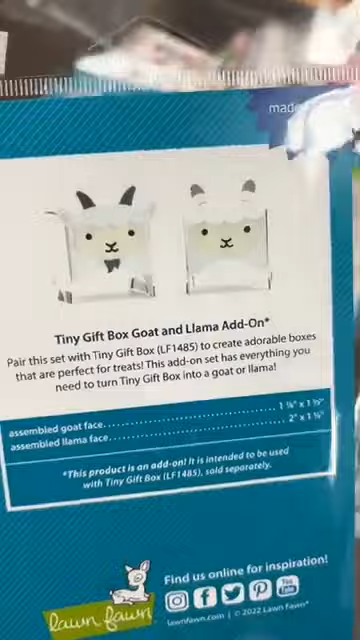 made
Tiny Gift Box Goat and Llama Add-On*
Pair this set with Tiny Gift Box (LF1485) to create adorable boxes
that are perfect for treats! This add-on set has everything you
need to turn Tiny Gift Box into a goat or llama!
assembled goat face
assembled llama face
*This product is an add-on! It is intended to be used
with Tiny Gift Box (LF1485), sold separately.
Find us online for inspiration!
You Tube
lawn fawn
lawnfawn.com | © 2022 Lawn Fawn®